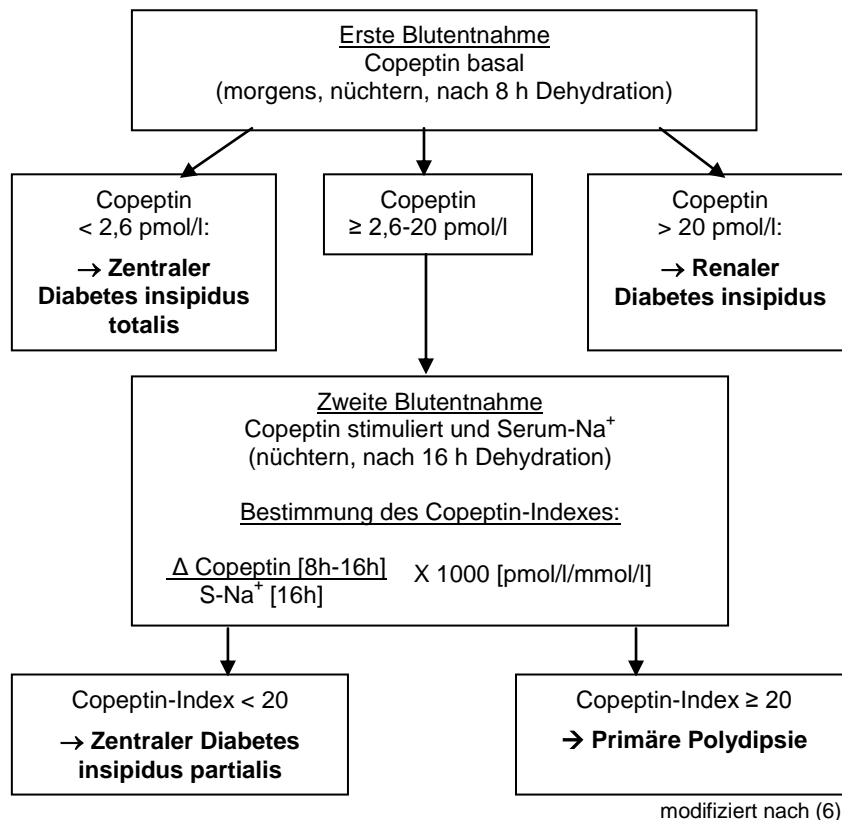 Erste Blutentnahme
Copeptin basal
(morgens, nüchtern, nach 8 h Dehydration)
Copeptin
< 2,6 pmol/l:
→ Zentraler
Diabetes insipidus
totalis
Copeptin
≥ 2,6-20 pmol/l
Copeptin
> 20 pmol/l:
→ Renaler
Diabetes insipidus
Zweite Blutentnahme
Copeptin stimuliert und Serum-Na⁺
(nüchtern, nach 16 h Dehydration)
Bestimmung des Copeptin-Indexes:
Δ Copeptin [8h-16h]
X 1000 [pmol/l/mmol/l]
S-Na⁺ [16h]
Copeptin-Index < 20
→ Zentraler Diabetes
insipidus partialis
Copeptin-Index ≥ 20
→ Primäre Polydipsie
modifiziert nach (6)